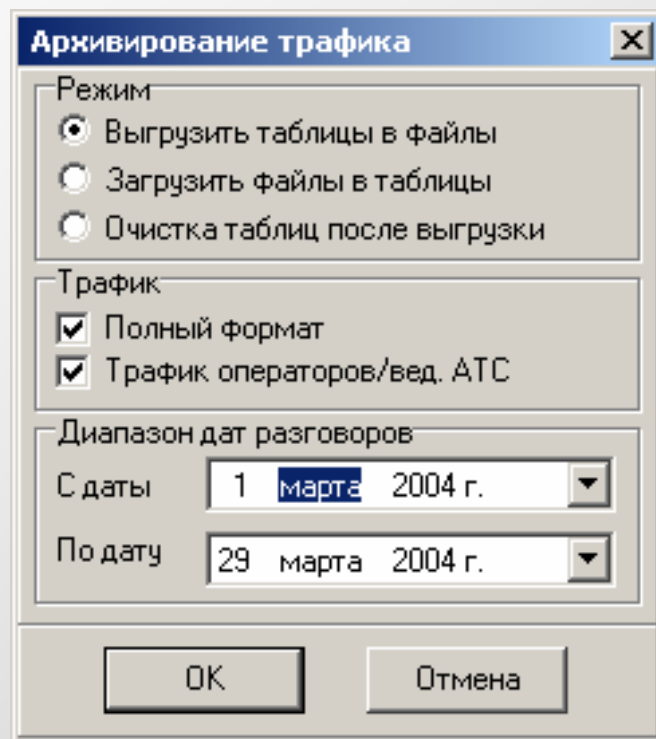 Архивирование трафика
Режим
Выгрузить таблицы в файлы
Загрузить файлы в таблицы
Очистка таблиц после выгрузки
Трафик
Полный формат
Трафик операторов/вед. АТС
Диапазон дат разговоров
С даты 1 марта 2004 г.
По дату 29 марта 2004 г.
OK Отмена